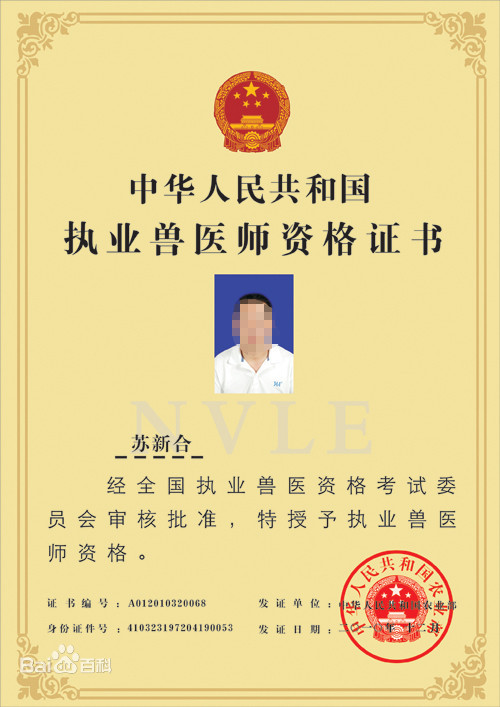 中华人民共和国
执业兽医师资格证书
NVLE
苏新合
经全国执业兽医资格考试委
员会审核批准，特授予执业兽医
师资格。
证书编号：A012010320068
发证单位：中华人民共和国农业部
身份证件号：410323197204190053
发证日期：
中华人民共和国农业部
Bai百科